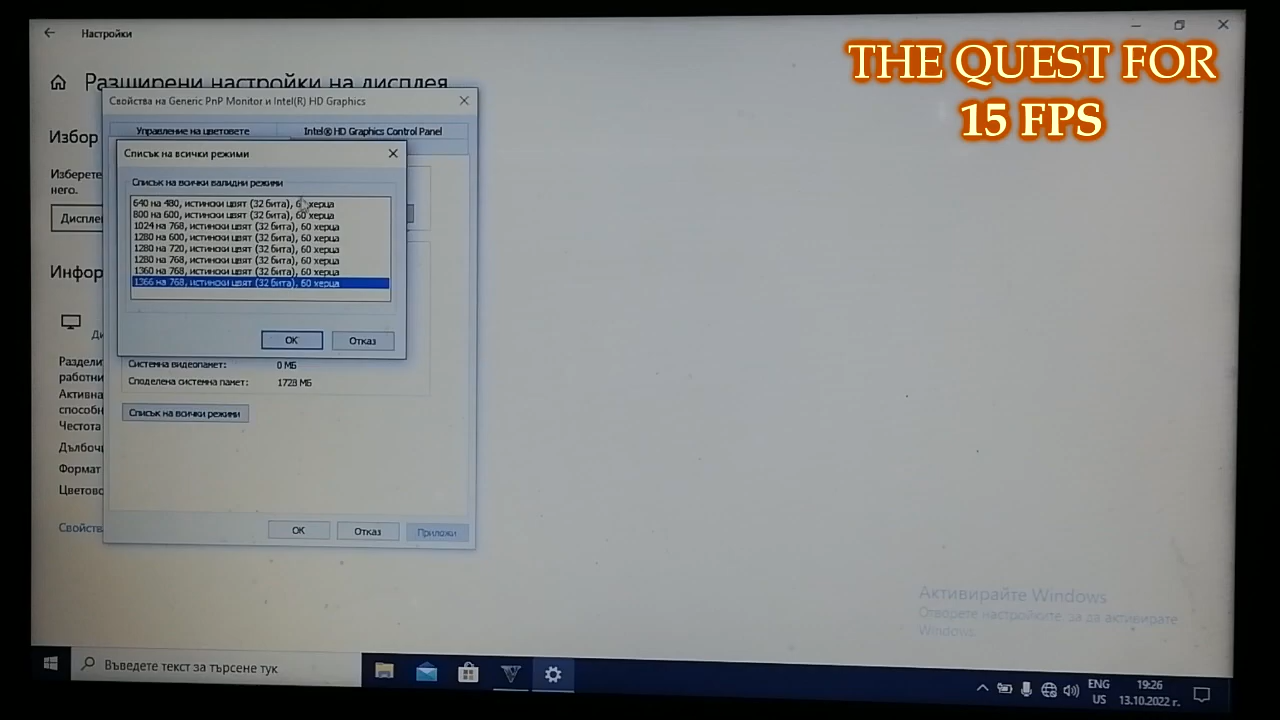 Настройки
THE QUEST FOR
15 FPS
Разширени настройки на дисплея
Свойства на Generic PnP Monitor и Intel(R) HD Graphics
Управление на цветовете
Intel® HD Graphics Control Panel
Избор
Списък на всички режими
Изберете
него.
Списък на всички валидни режими
Диспле
640 на 480, истински цвят (32 бита), 60 херца
800 на 600, истински цвят (32 бита), 60 херца
1024 на 768, истински цвят (32 бита), 60 херца
1280 на 600, истински цвят (32 бита), 60 херца
1280 на 720, истински цвят (32 бита), 60 херца
1280 на 768, истински цвят (32 бита), 60 херца
1360 на 768, истински цвят (32 бита), 60 херца
1366 на 768, истински цвят (32 бита), 60 херца
Инфор
OK
Отказ
Ди
Системна видеопамет: 0 МБ
Споделена системна памет: 1728 МБ
Списък на всички режими
Раздели
работни
Активна
способн
Честота
Дълбочи
Формат
Цветово
Свойств
OK
Отказ
Приложи
Активирайте Windows
Отворете настройките, за да активирате
Windows.
Въведете текст за търсене тук
ENG
US
19:26
13.10.2022 г.